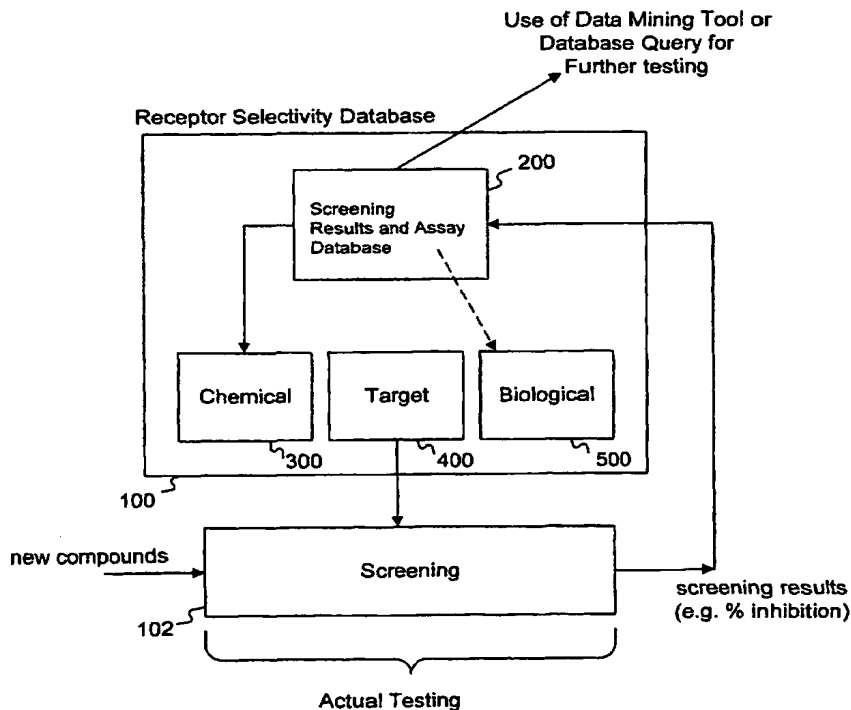 Use of Data Mining Tool or
Database Query for
Further testing
Receptor Selectivity Database
200
Screening
Results and Assay
Database
Chemical
Target
Biological
300
400
500
100
new compounds
Screening
screening results
(e.g. % inhibition)
102
Actual Testing